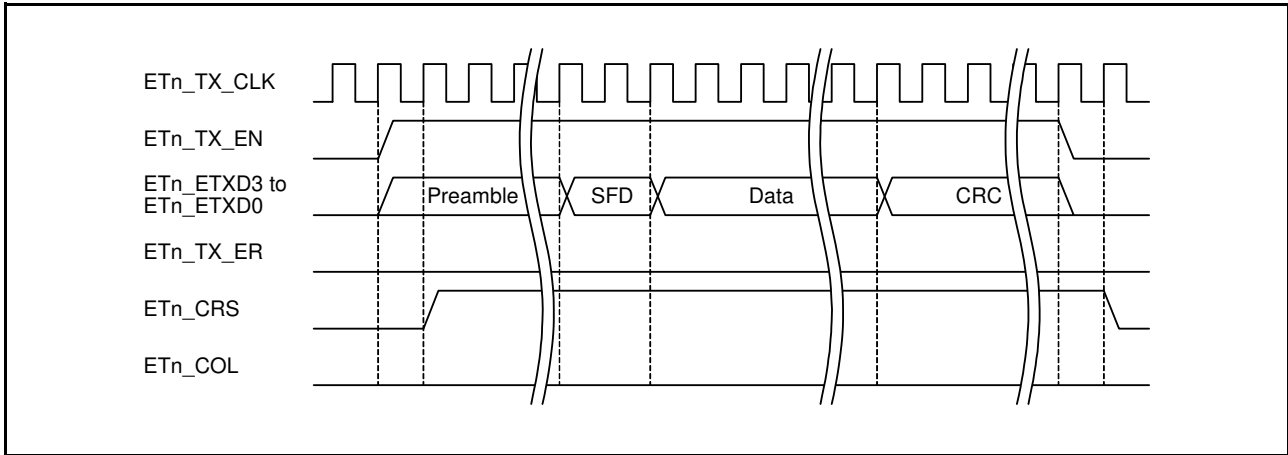 ETn_TX_CLK
ETn_TX_EN
ETn_ETXD3 to
ETn_ETXD0
Preamble
SFD
Data
CRC
ETn_TX_ER
ETn_CRS
ETn_COL